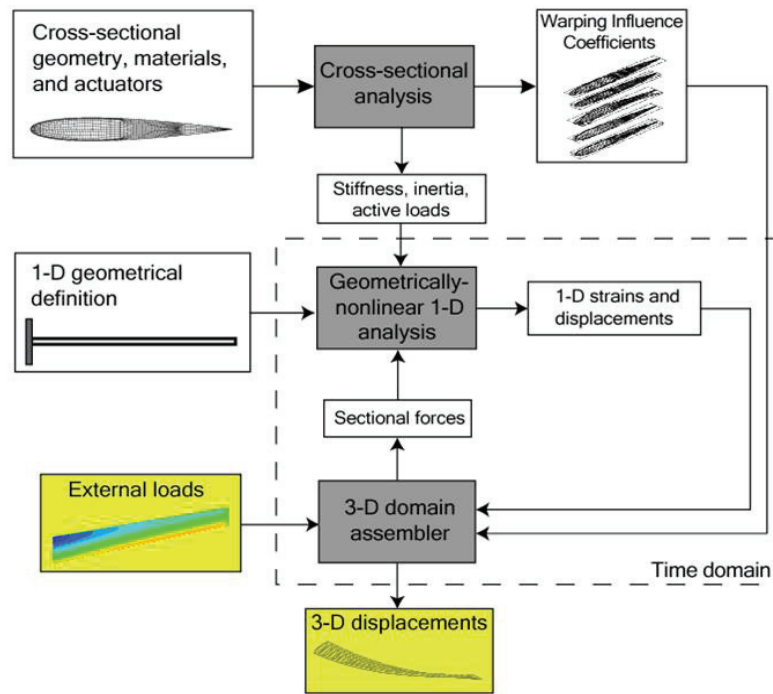 Cross-sectional
geometry, materials,
and actuators
Cross-sectional
analysis
Warping Influence
Coefficients
Stiffness, inertia,
active loads
1-D geometrical
definition
Geometrically-
nonlinear 1-D
analysis
1-D strains and
displacements
Sectional forces
External loads
3-D domain
assembler
Time domain
3-D displacements